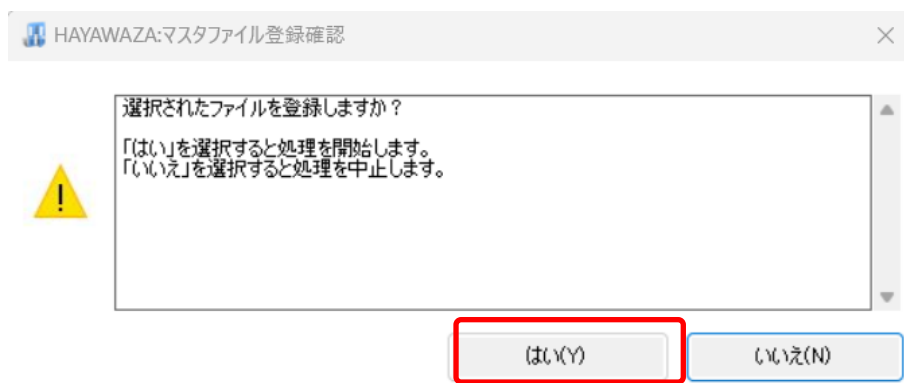 HAYAWAZA:マスタファイル登録確認
選択されたファイルを登録しますか？
「はい」を選択すると処理を開始します。
「いいえ」を選択すると処理を中止します。
はい(Y)
いいえ(N)